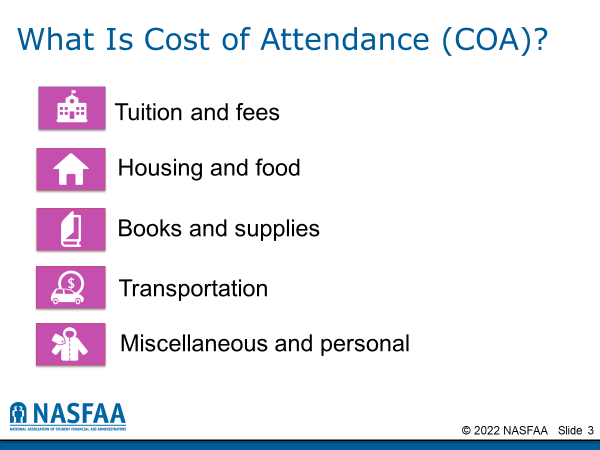 What Is Cost of Attendance (COA)?
Tuition and fees
Housing and food
Books and supplies
$
Transportation
Miscellaneous and personal
NASFAA
NATIONAL ASSOCIATION OF STUDENT FINANCIAL AID ADMINISTRATORS
© 2022 NASFAA Slide 3